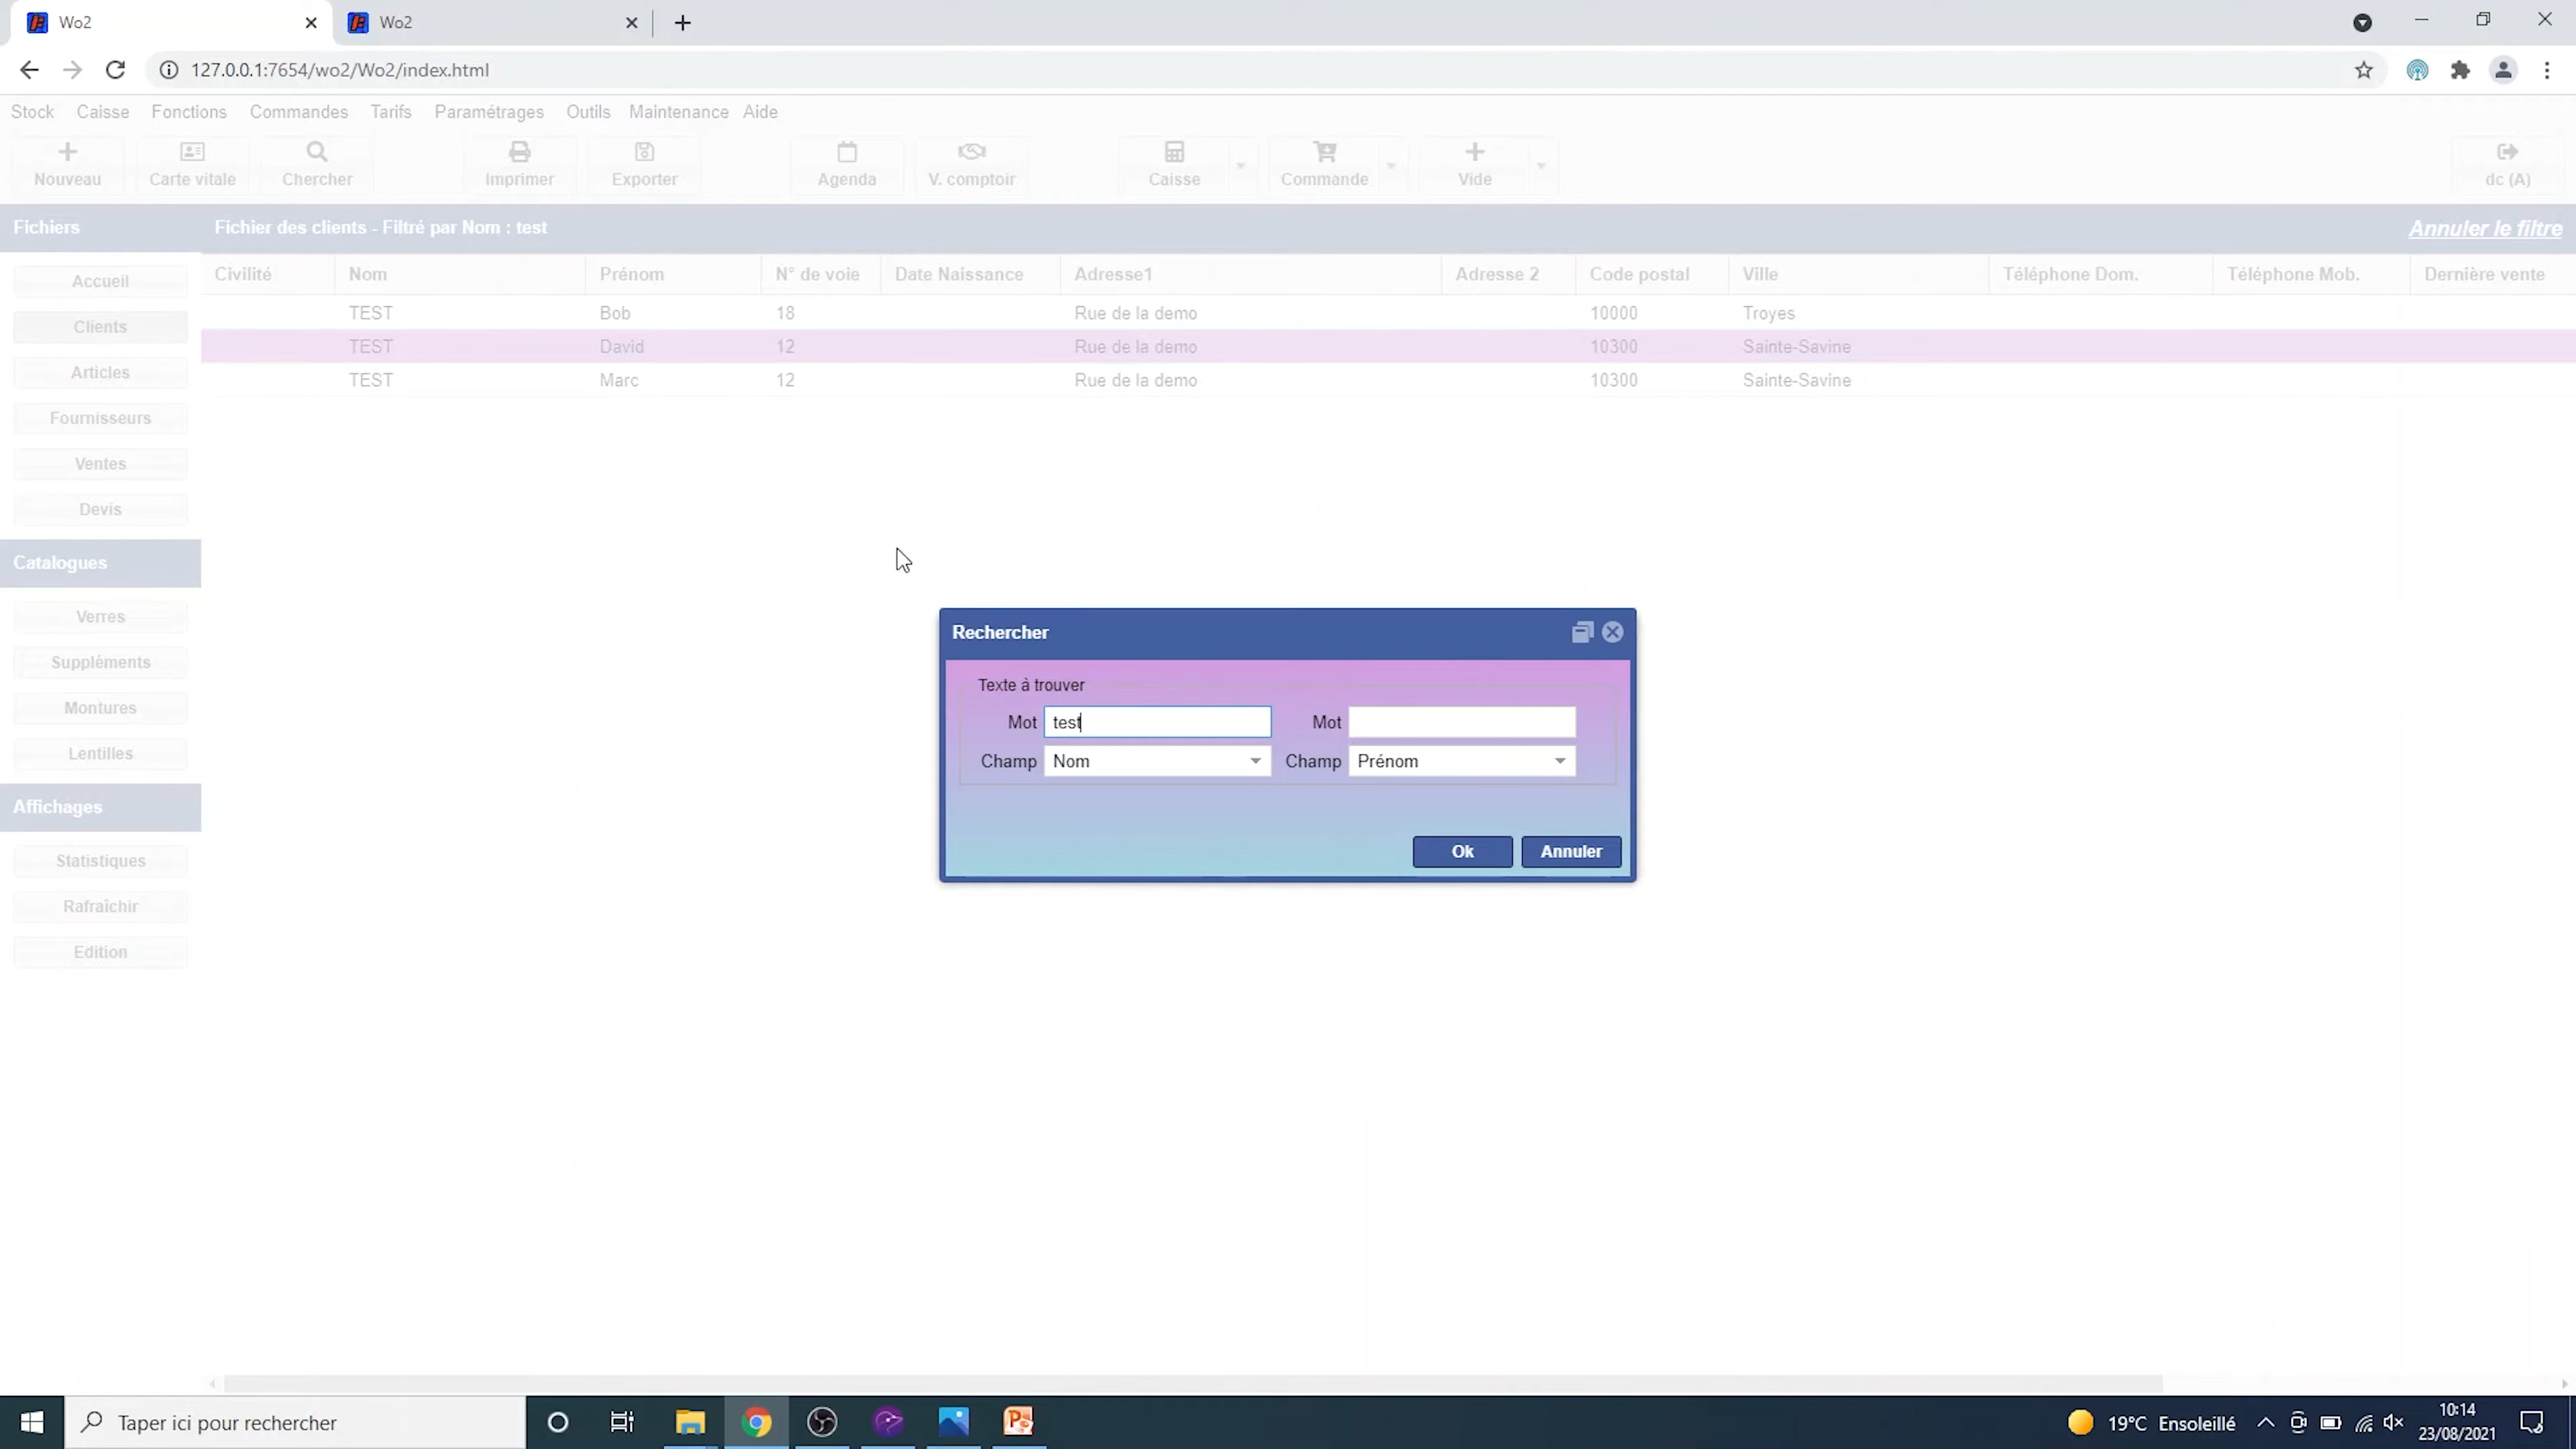 Wo2
Wo2
127.0.0.1:7654/wo2/Wo2/index.html
Stock Caisse Fonctions Commandes Tarifs Paramétrages Outils Maintenance Aide
Nouveau Carte vitale Chercher Imprimer Exporter Agenda V. comptoir Caisse Commande Vide dc (A)
Fichiers
Fichier des clients - Filtré par Nom : test
Annuler le filtre
Civilité Nom Prénom N° de voie Date Naissance Adresse1 Adresse 2 Code postal Ville Téléphone Dom. Téléphone Mob. Dernière vente
TEST Bob 18 Rue de la demo 10000 Troyes
TEST David 12 Rue de la demo 10300 Sainte-Savine
TEST Marc 12 Rue de la demo 10300 Sainte-Savine
Accueil
Clients
Articles
Fournisseurs
Ventes
Devis
Catalogues
Verres
Suppléments
Montures
Lentilles
Affichages
Statistiques
Rafraîchir
Edition
Rechercher
Texte à trouver
Mot test Mot
Champ Nom Champ Prénom
Ok Annuler
Taper ici pour rechercher
19°C Ensoleillé
10:14
23/08/2021